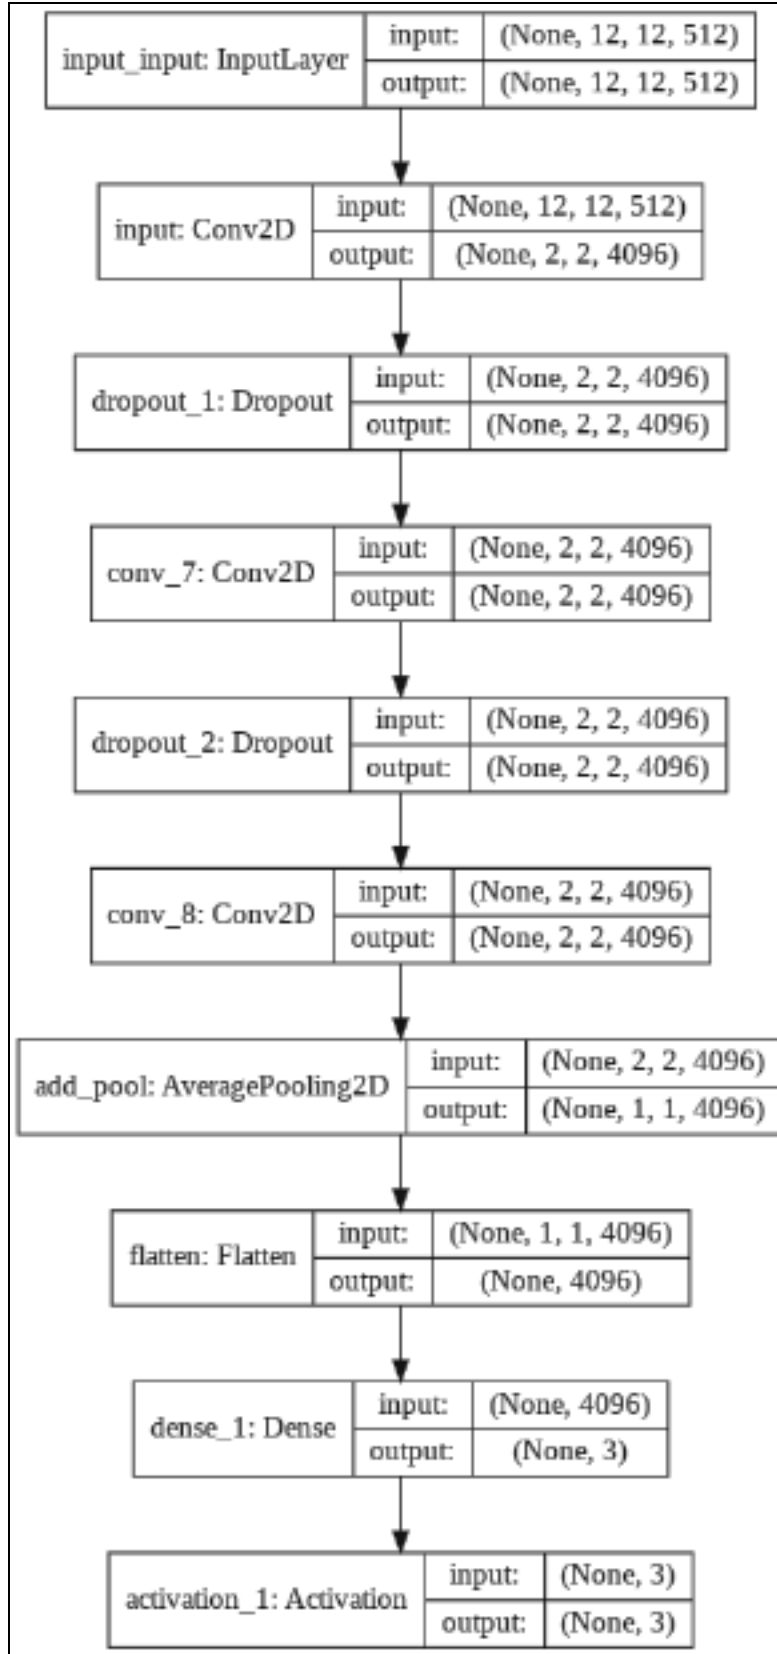 input_input: InputLayer
input: (None, 12, 12, 512)
output: (None, 12, 12, 512)
input: Conv2D
input: (None, 12, 12, 512)
output: (None, 2, 2, 4096)
dropout_1: Dropout
input: (None, 2, 2, 4096)
output: (None, 2, 2, 4096)
conv_7: Conv2D
input: (None, 2, 2, 4096)
output: (None, 2, 2, 4096)
dropout_2: Dropout
input: (None, 2, 2, 4096)
output: (None, 2, 2, 4096)
conv_8: Conv2D
input: (None, 2, 2, 4096)
output: (None, 2, 2, 4096)
add_pool: AveragePooling2D
input: (None, 2, 2, 4096)
output: (None, 1, 1, 4096)
flatten: Flatten
input: (None, 1, 1, 4096)
output: (None, 4096)
dense_1: Dense
input: (None, 4096)
output: (None, 3)
activation_1: Activation
input: (None, 3)
output: (None, 3)